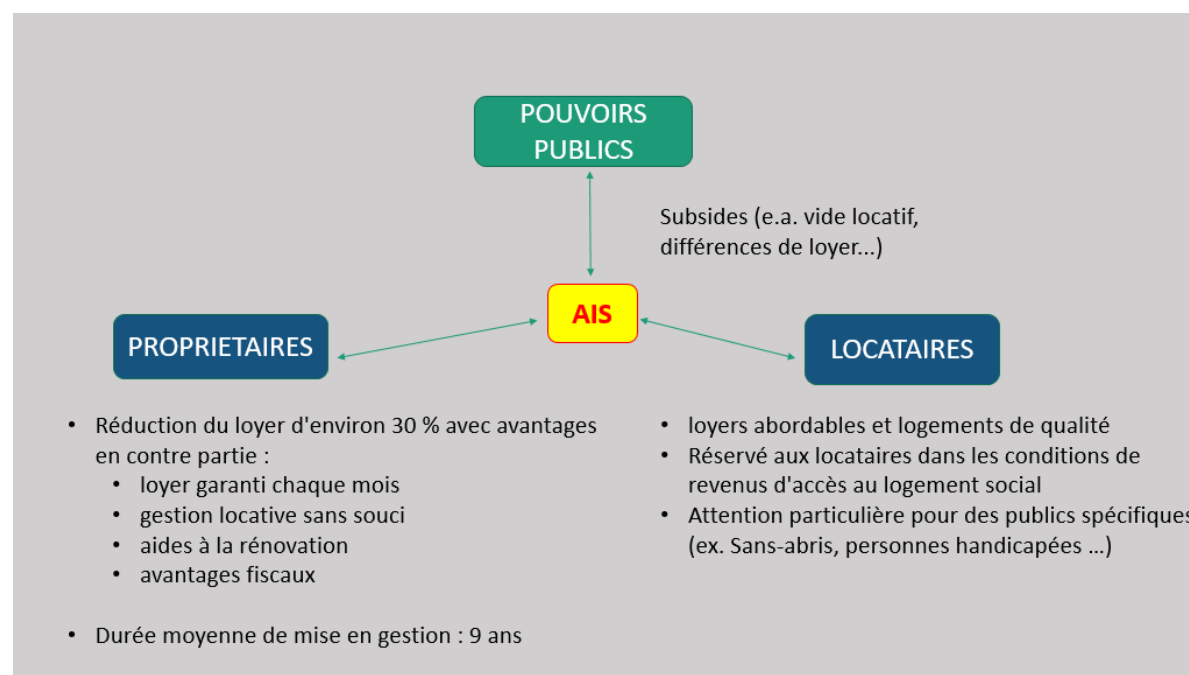 POUVOIRS
PUBLICS
Subsides (e.a. vide locatif,
différences de loyer...)
AIS
PROPRIETAIRES
LOCATAIRES
• Réduction du loyer d'environ 30 % avec avantages
en contre partie :
• loyer garanti chaque mois
• gestion locative sans souci
• aides à la rénovation
• avantages fiscaux
• Durée moyenne de mise en gestion : 9 ans
• loyers abordables et logements de qualité
• Réservé aux locataires dans les conditions de
revenus d'accès au logement social
• Attention particulière pour des publics spécifiques
(ex. Sans-abris, personnes handicapées ...)